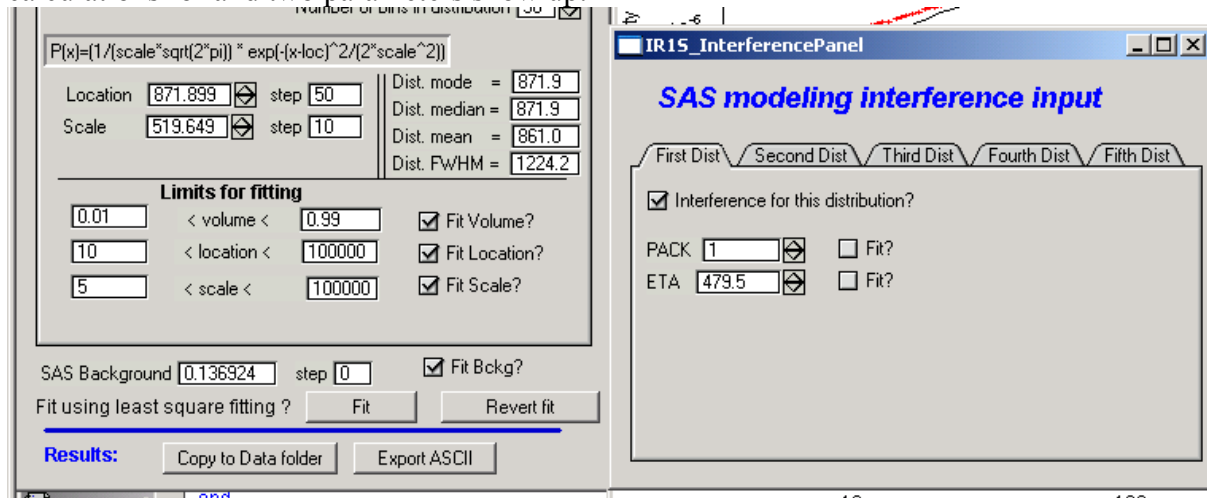 Number of bins in distribution
P(x)=(1/(scale*sqrt(2*pi)) * exp(-(x-loc)^2/(2*scale^2))
Location 871.899 step 50
Scale 519.649 step 10
Dist. mode = 871.9
Dist. median = 871.9
Dist. mean = 861.0
Dist. FWHM = 1224.2
Limits for fitting
0.01 < volume < 0.99 Fit Volume?
10 < location < 100000 Fit Location?
5 < scale < 100000 Fit Scale?
SAS Background 0.136924 step 0 Fit Bckg?
Fit using least square fitting ? Fit Revert fit
Results: Copy to Data folder Export ASCII
-6
IR1S_InterferencePanel
SAS modeling interference input
First Dist Second Dist Third Dist Fourth Dist Fifth Dist
Interference for this distribution?
PACK 1 Fit?
ETA 479.5 Fit?